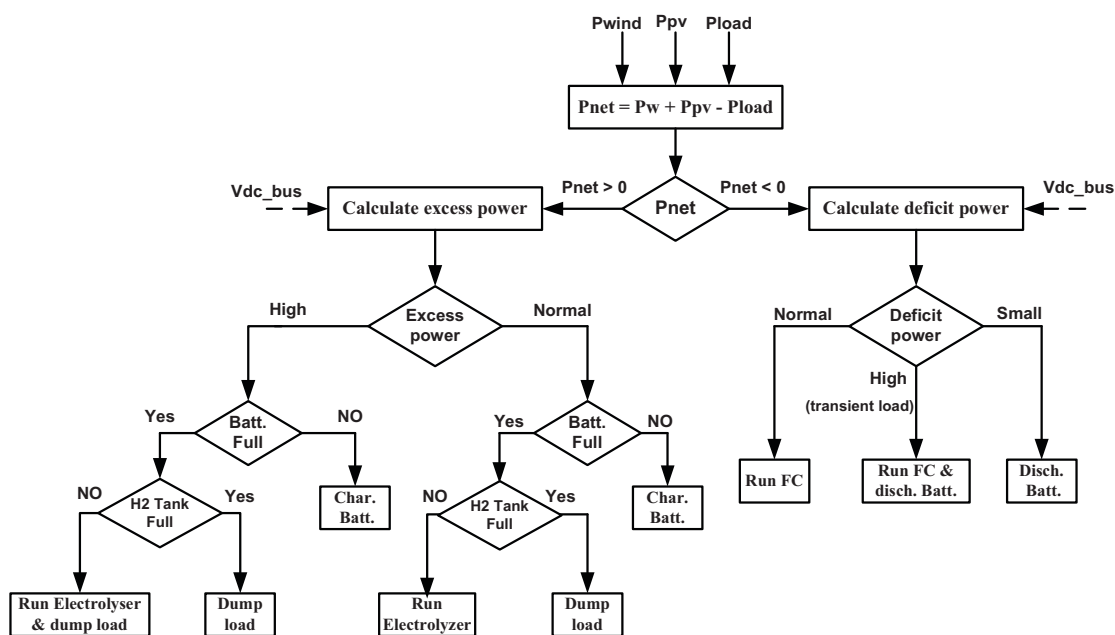 Pwind
Ppv
Pload
Pnet = Pw + Ppv - Pload
Vdc_bus
Calculate excess power
Pnet > 0
Pnet
Pnet < 0
Calculate deficit power
Vdc_bus
High
Excess
power
Normal
Normal
Deficit
power
Small
High
(transient load)
Yes
Batt.
Full
NO
Yes
Batt.
Full
NO
Run FC
Run FC &
disch. Batt.
Disch.
Batt.
NO
H2 Tank
Full
Yes
Char.
Batt.
NO
H2 Tank
Full
Yes
Char.
Batt.
Run Electrolyser
& dump load
Dump
load
Run
Electrolyzer
Dump
load